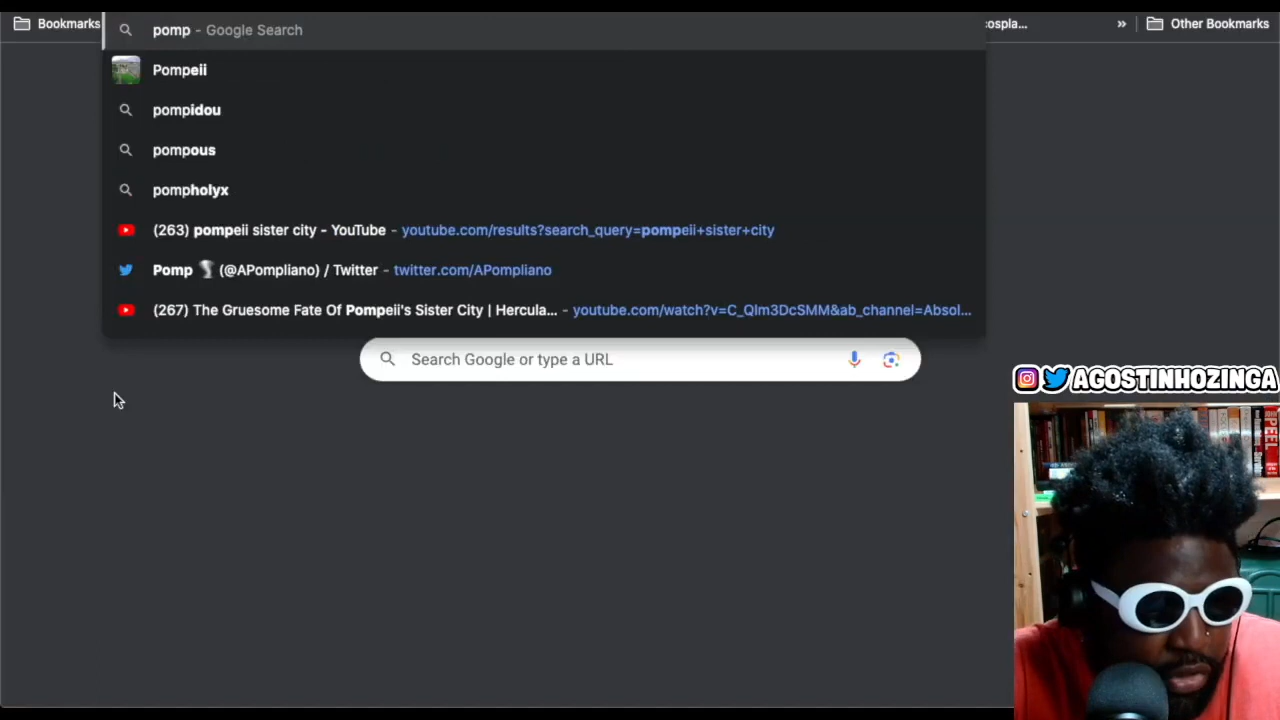 Bookmarks
pomp - Google Search
cospla...
»
Other Bookmarks
Pompeii
pompidou
pompous
pompholyx
(263) pompeii sister city - YouTube - youtube.com/results?search_query=pompeii+sister+city
Pomp 🌪 (@APompliano) / Twitter - twitter.com/APompliano
(267) The Gruesome Fate Of Pompeii's Sister City | Hercula... - youtube.com/watch?v=C_QIm3DcSMM&ab_channel=Absol...
Search Google or type a URL
AGOSTINHOZINGA
PEEL